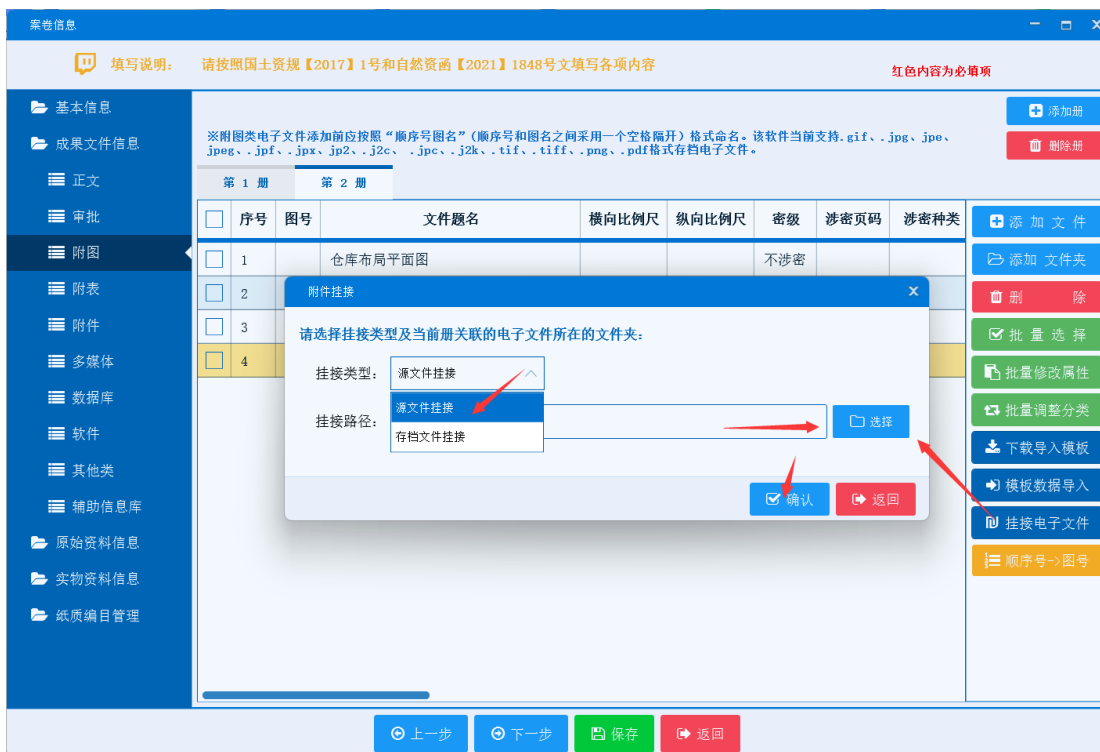 案卷信息
填写说明： 请按照国土资规【2017】1号和自然资函【2021】1848号文填写各项内容
红色内容为必填项
基本信息
成果文件信息
正文
审批
附图
附表
附件
多媒体
数据库
软件
其他类
辅助信息库
原始资料信息
实物资料信息
纸质编目管理
※附图类电子文件添加前应按照“顺序号图名”(顺序号和图名之间采用一个空格隔开)格式命名。该软件当前支持.gif、.jpg、jpe、
jpeg、.jpf、.jpx、jp2、.j2c、 .jpc、.j2k、.tif、.tiff、.png、.pdf格式存档电子文件。
添加册
删除册
第 1 册 第 2 册
序号 图号 文件题名 横向比例尺 纵向比例尺 密级 涉密页码 涉密种类
1 仓库布局平面图 不涉密
2
3
4
附件挂接
请选择挂接类型及当前册关联的电子文件所在的文件夹:
挂接类型: 源文件挂接
源文件挂接
存档文件挂接
挂接路径: 选择
确认 返回
添 加 文 件
添加 文件夹
删 除
批 量 选 择
批量修改属性
批量调整分类
下载导入模板
模板数据导入
挂接电子文件
顺序号->图号
上一步 下一步 保存 返回